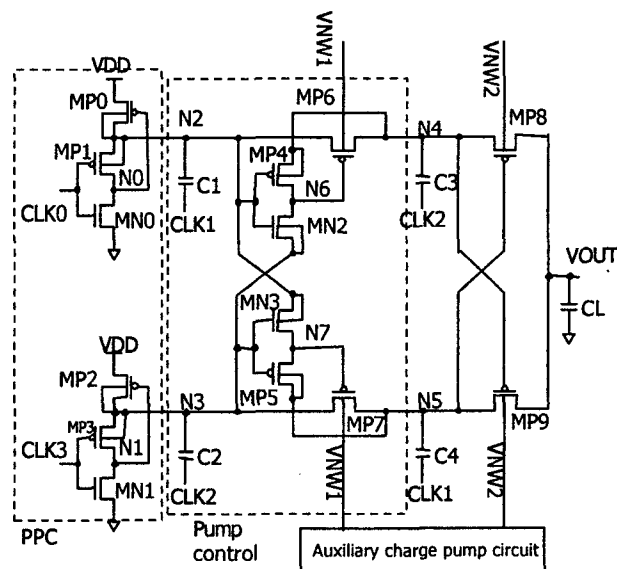 VDD
MP0
MP1
N0
CLK0
MN0
N2
C1
CLK1
VNW1
MP6
MP4
N6
MN2
N4
C3
CLK2
VNW2
MP8
VOUT
CL
VDD
MP2
MP3
N1
CLK3
MN1
PPC
N3
C2
CLK2
MN3
N7
MP5
MP7
VNW1
N5
C4
CLK1
VNW2
MP9
Pump
control
Auxiliary charge pump circuit